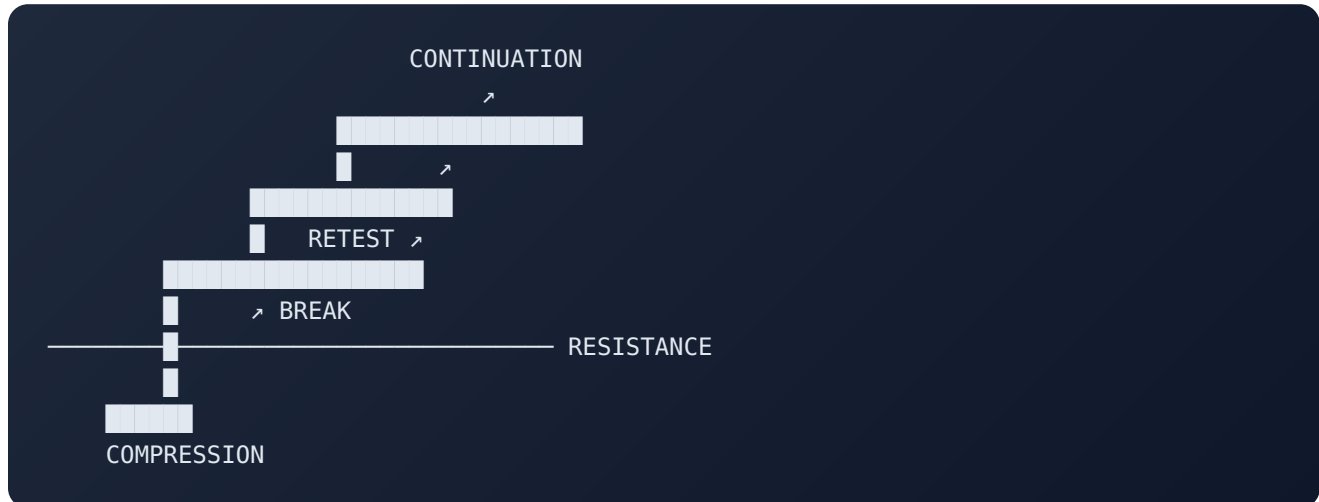 CONTINUATION
↗
↗
RETEST ↗
↗ BREAK
RESISTANCE
COMPRESSION